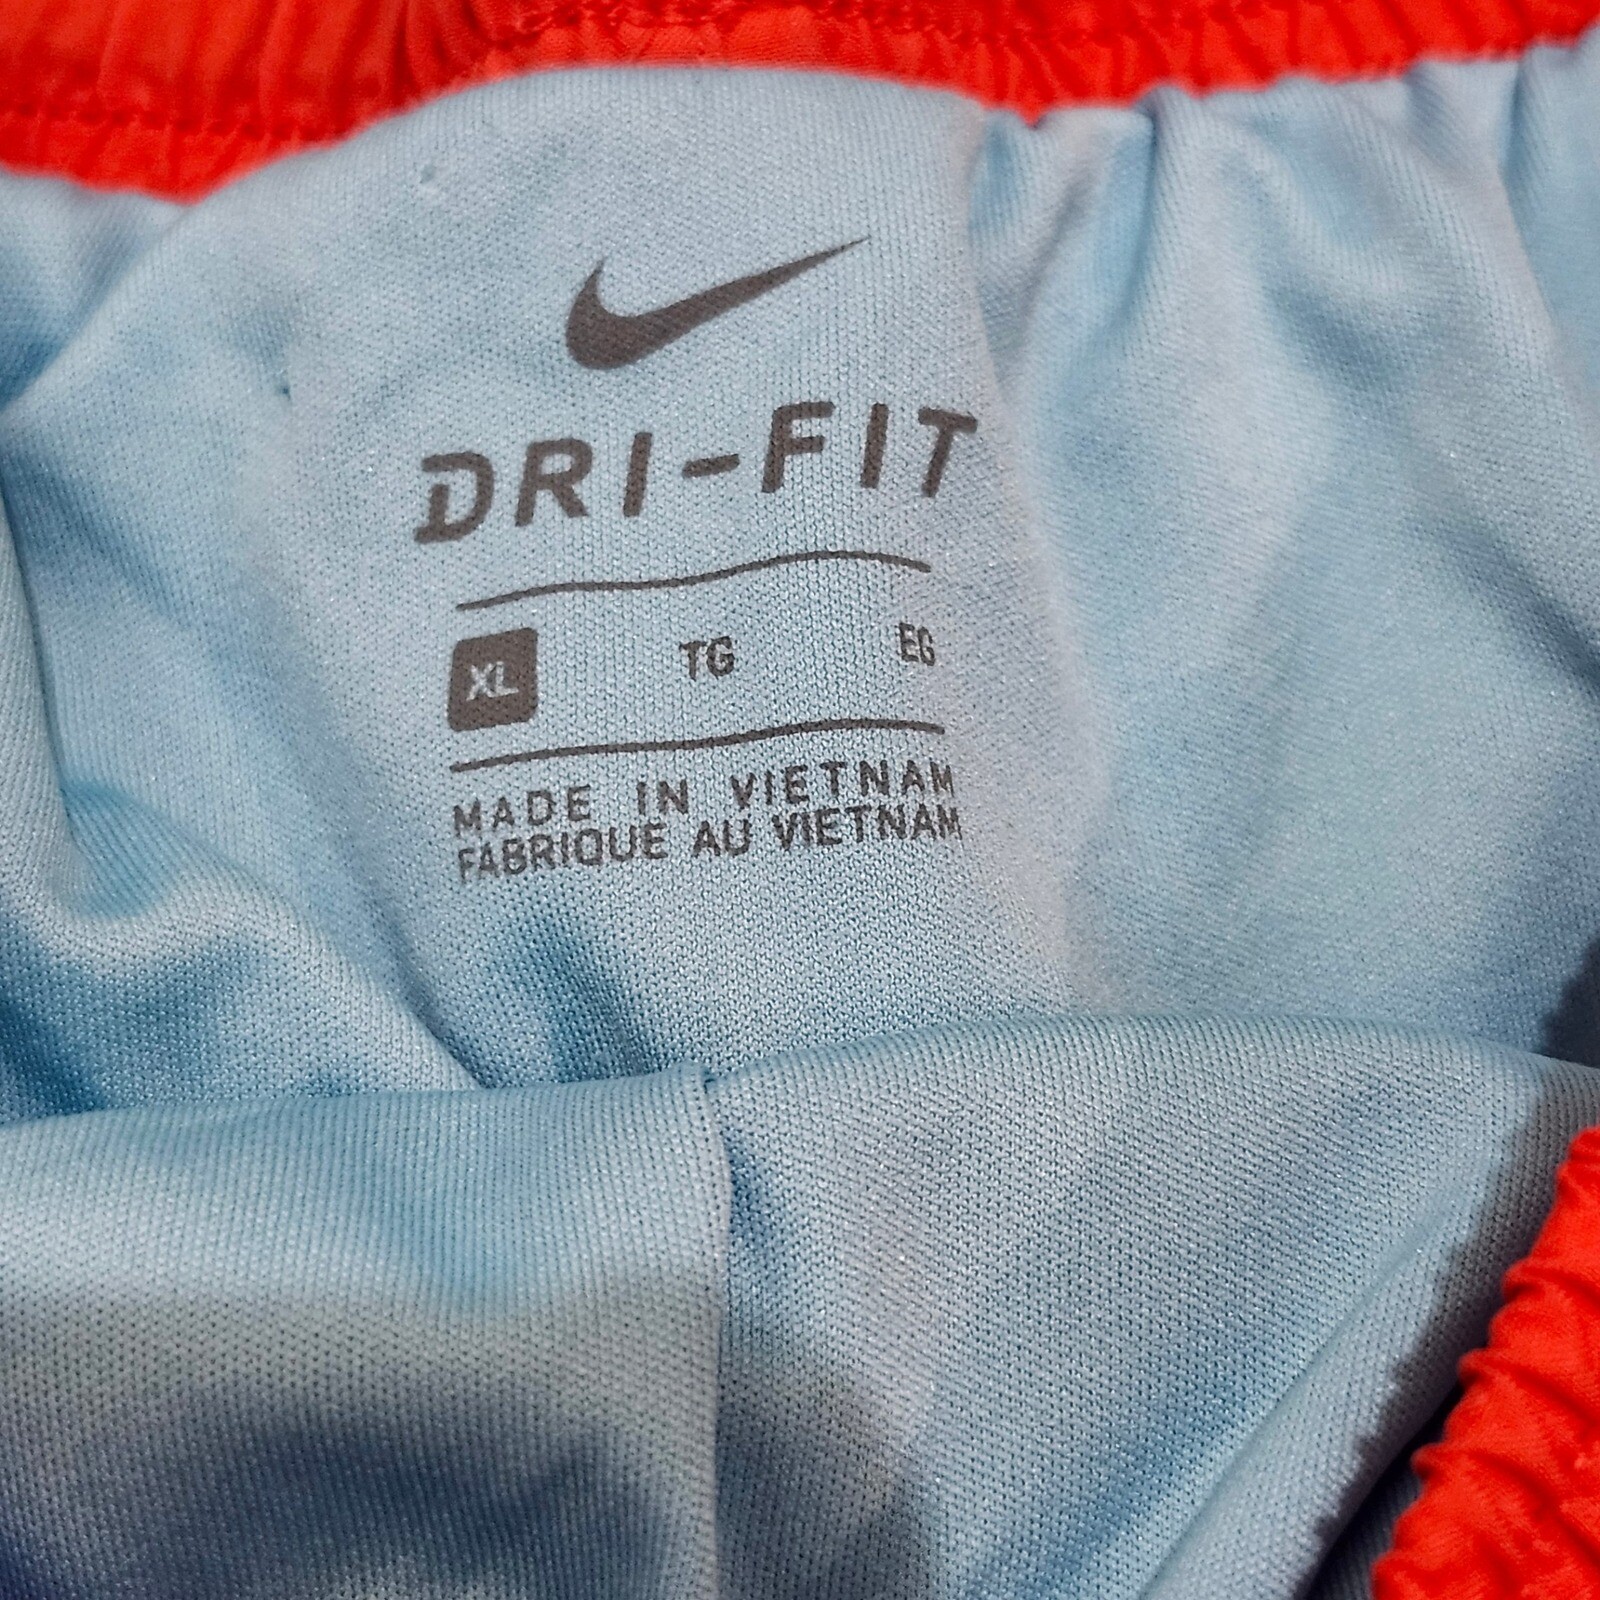 DRI-FIT
XL TG EG
MADE IN VIETNAM
FABRIQUE AU VIETNAM